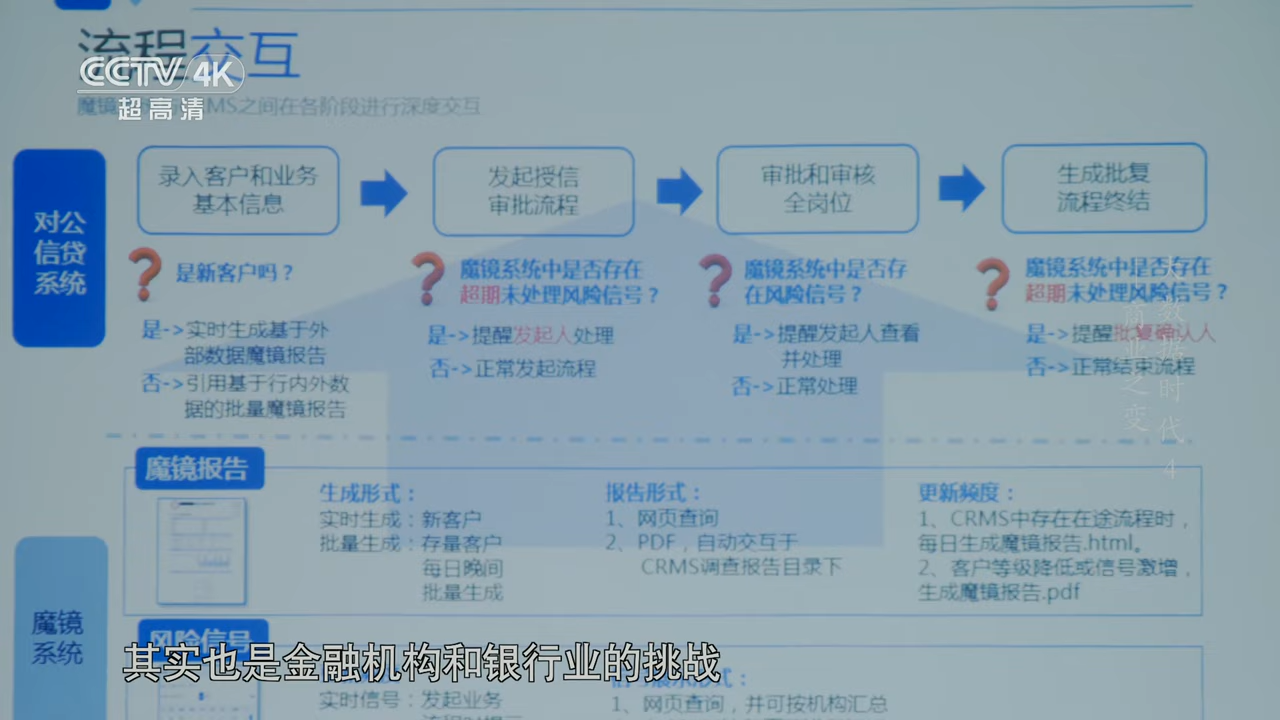 流程交互
CCTV 4K
超高清
魔镜
MS之间在各阶段进行深度交互
对公
信贷
系统
录入客户和业务
基本信息
发起授信
审批流程
审批和审核
全岗位
生成批复
流程终结
是新客户吗？
是->实时生成基于外
部数据魔镜报告
否->引用基于行内外数
据的批量魔镜报告
魔镜系统中是否存在
超期未处理风险信号？
是->提醒发起人处理
否->正常发起流程
魔镜系统中是否存
在风险信号？
是->提醒发起人查看
并处理
否->正常处理
魔镜系统中是否存在
超期未处理风险信号？
是->提醒批复确认人
否->正常结束流程
大数据时代 4
商业之变
魔镜报告
生成形式：
实时生成：新客户
批量生成：存量客户
每日晚间
批量生成
报告形式：
1、网页查询
2、PDF，自动交互于
CRMS调查报告目录下
更新频度：
1、CRMS中存在在途流程时，
每日生成魔镜报告.html。
2、客户等级降低或信号激增，
生成魔镜报告.pdf
魔镜
系统
风险信号
实时信号：发起业务
1、网页查询，并可按机构汇总
其实也是金融机构和银行业的挑战